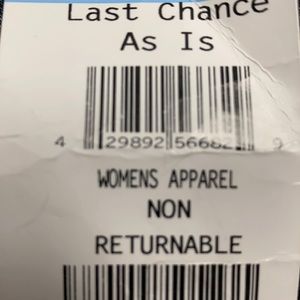 Last Chance
As Is
4 29892 56682 9
WOMENS APPAREL
NON
RETURNABLE